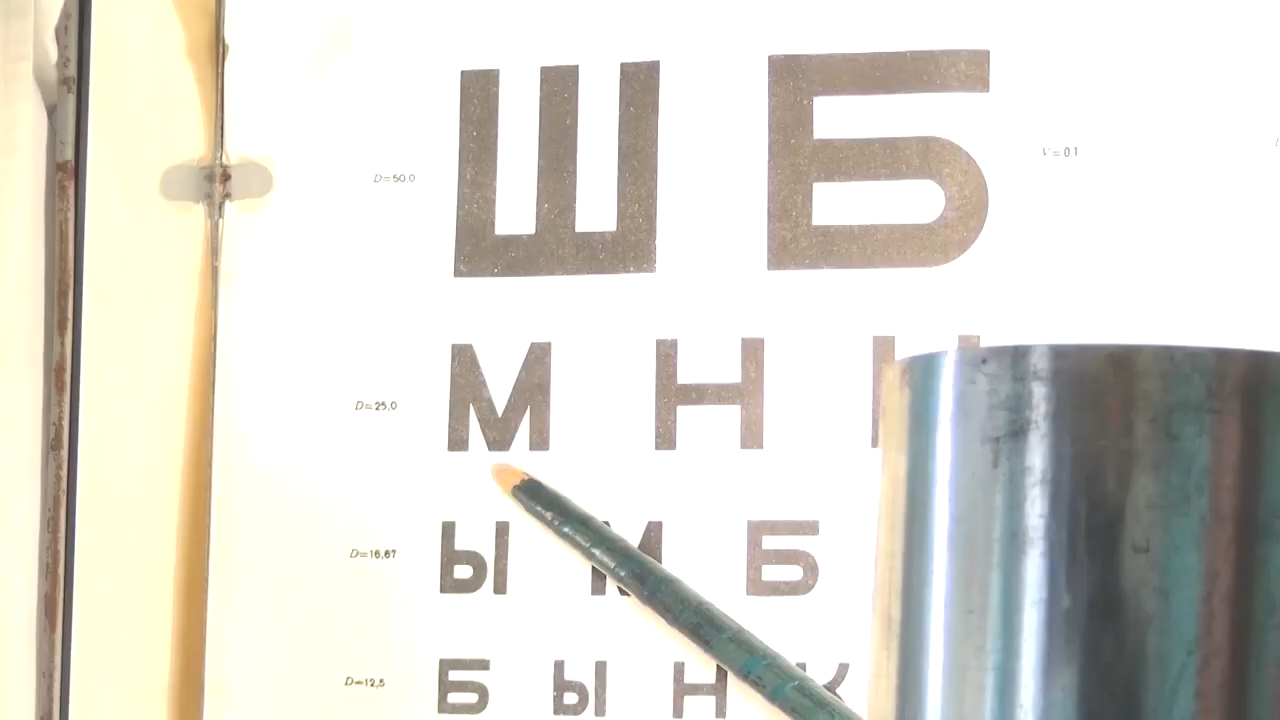 D=50,0 Ш Б V = 0,1
D=25,0 М Н
D=16,67 Ы М Б
D=12,5 Б Ы Н К